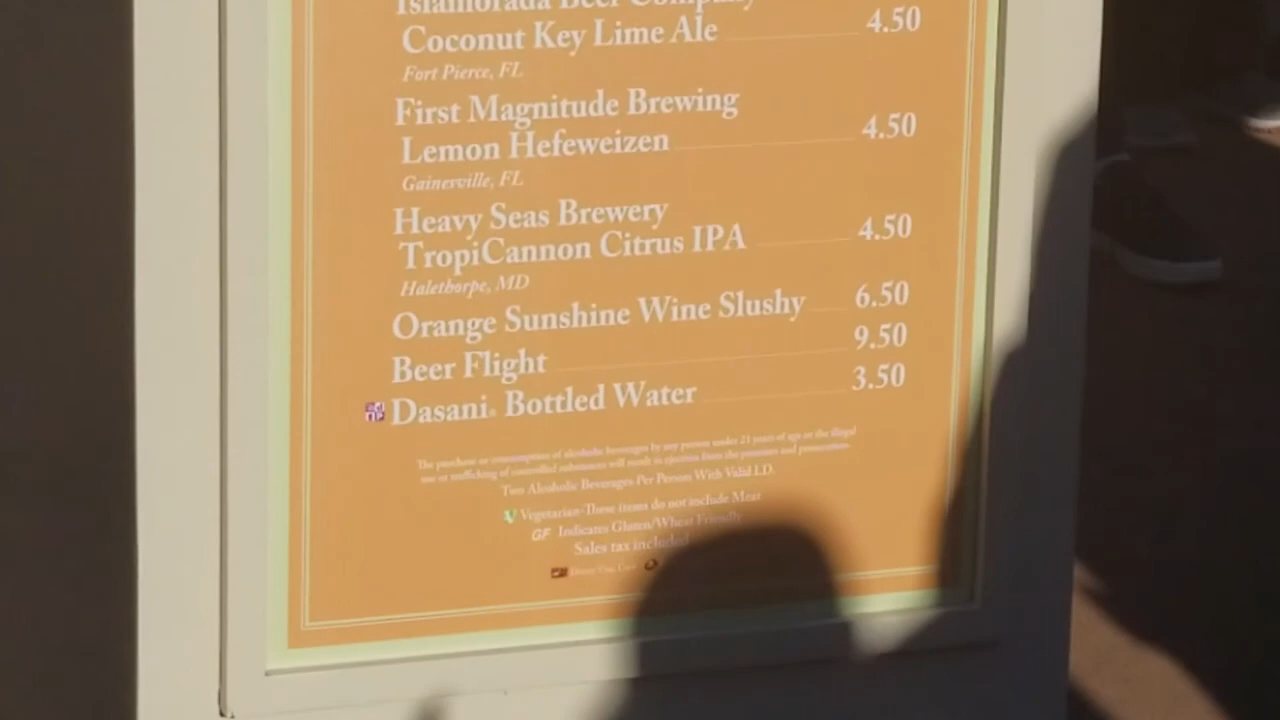 Islamorada Beer Company
Coconut Key Lime Ale 4.50
Fort Pierce, FL
First Magnitude Brewing
Lemon Hefeweizen 4.50
Gainesville, FL
Heavy Seas Brewery
TropiCannon Citrus IPA 4.50
Halethorpe, MD
Orange Sunshine Wine Slushy 6.50
Beer Flight 9.50
Dasani® Bottled Water 3.50
The purchase or consumption of alcoholic beverages by any person under 21 years of age or the illegal
use or trafficking of controlled substances will result in ejection from the premises and prosecution.
Two Alcoholic Beverages Per Person With Valid I.D.
V Vegetarian-These items do not include Meat
GF Indicates Gluten/Wheat Friendly
Sales tax included